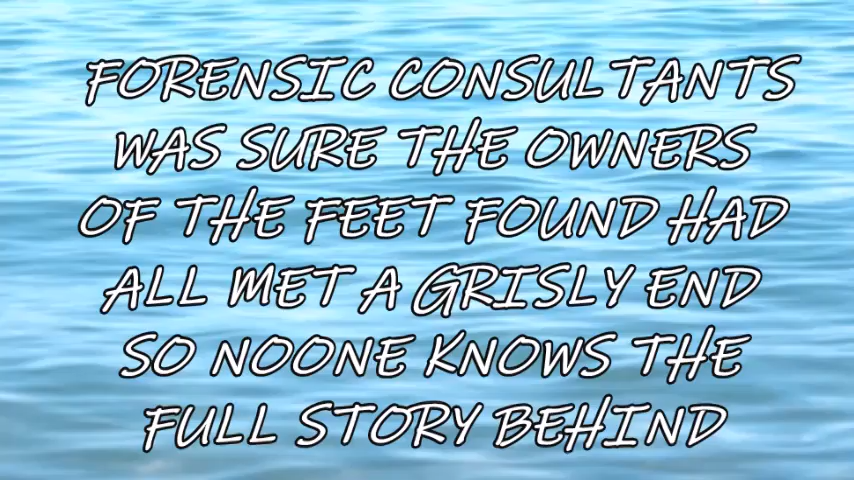 FORENSIC CONSULTANTS
WAS SURE THE OWNERS
OF THE FEET FOUND HAD
ALL MET A GRISLY END
SO NOONE KNOWS THE
FULL STORY BEHIND